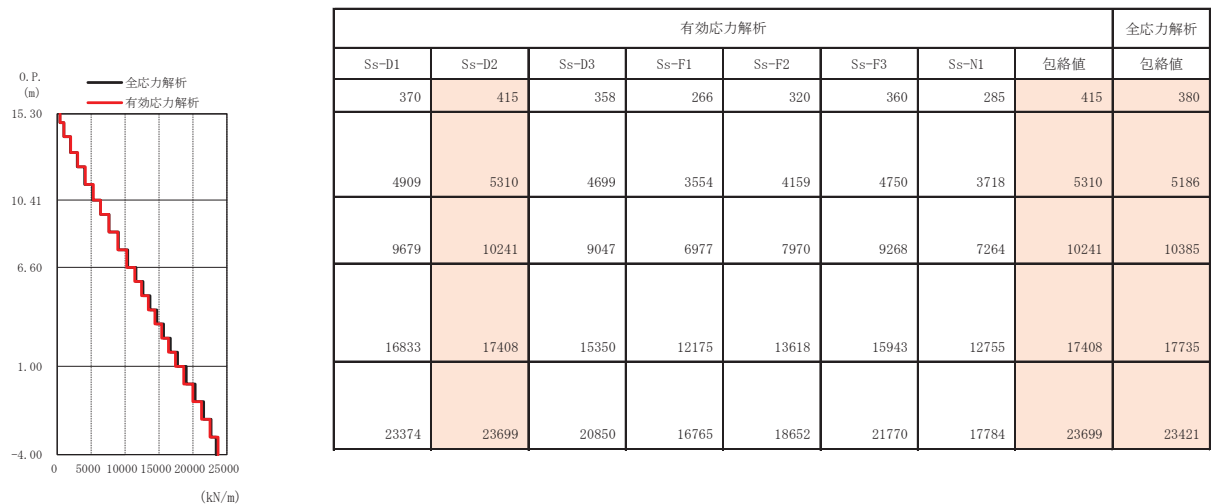 O.P.
(m)
全応力解析
有効応力解析
15.30
10.41
6.60
1.00
-4.00
0 5000 10000 15000 20000 25000
(kN/m)
有効応力解析 全応力解析
Ss-D1 Ss-D2 Ss-D3 Ss-F1 Ss-F2 Ss-F3 Ss-N1 包絡値 包絡値
370 415 358 266 320 360 285 415 380
4909 5310 4699 3554 4159 4750 3718 5310 5186
9679 10241 9047 6977 7970 9268 7264 10241 10385
16833 17408 15350 12175 13618 15943 12755 17408 17735
23374 23699 20850 16765 18652 21770 17784 23699 23421